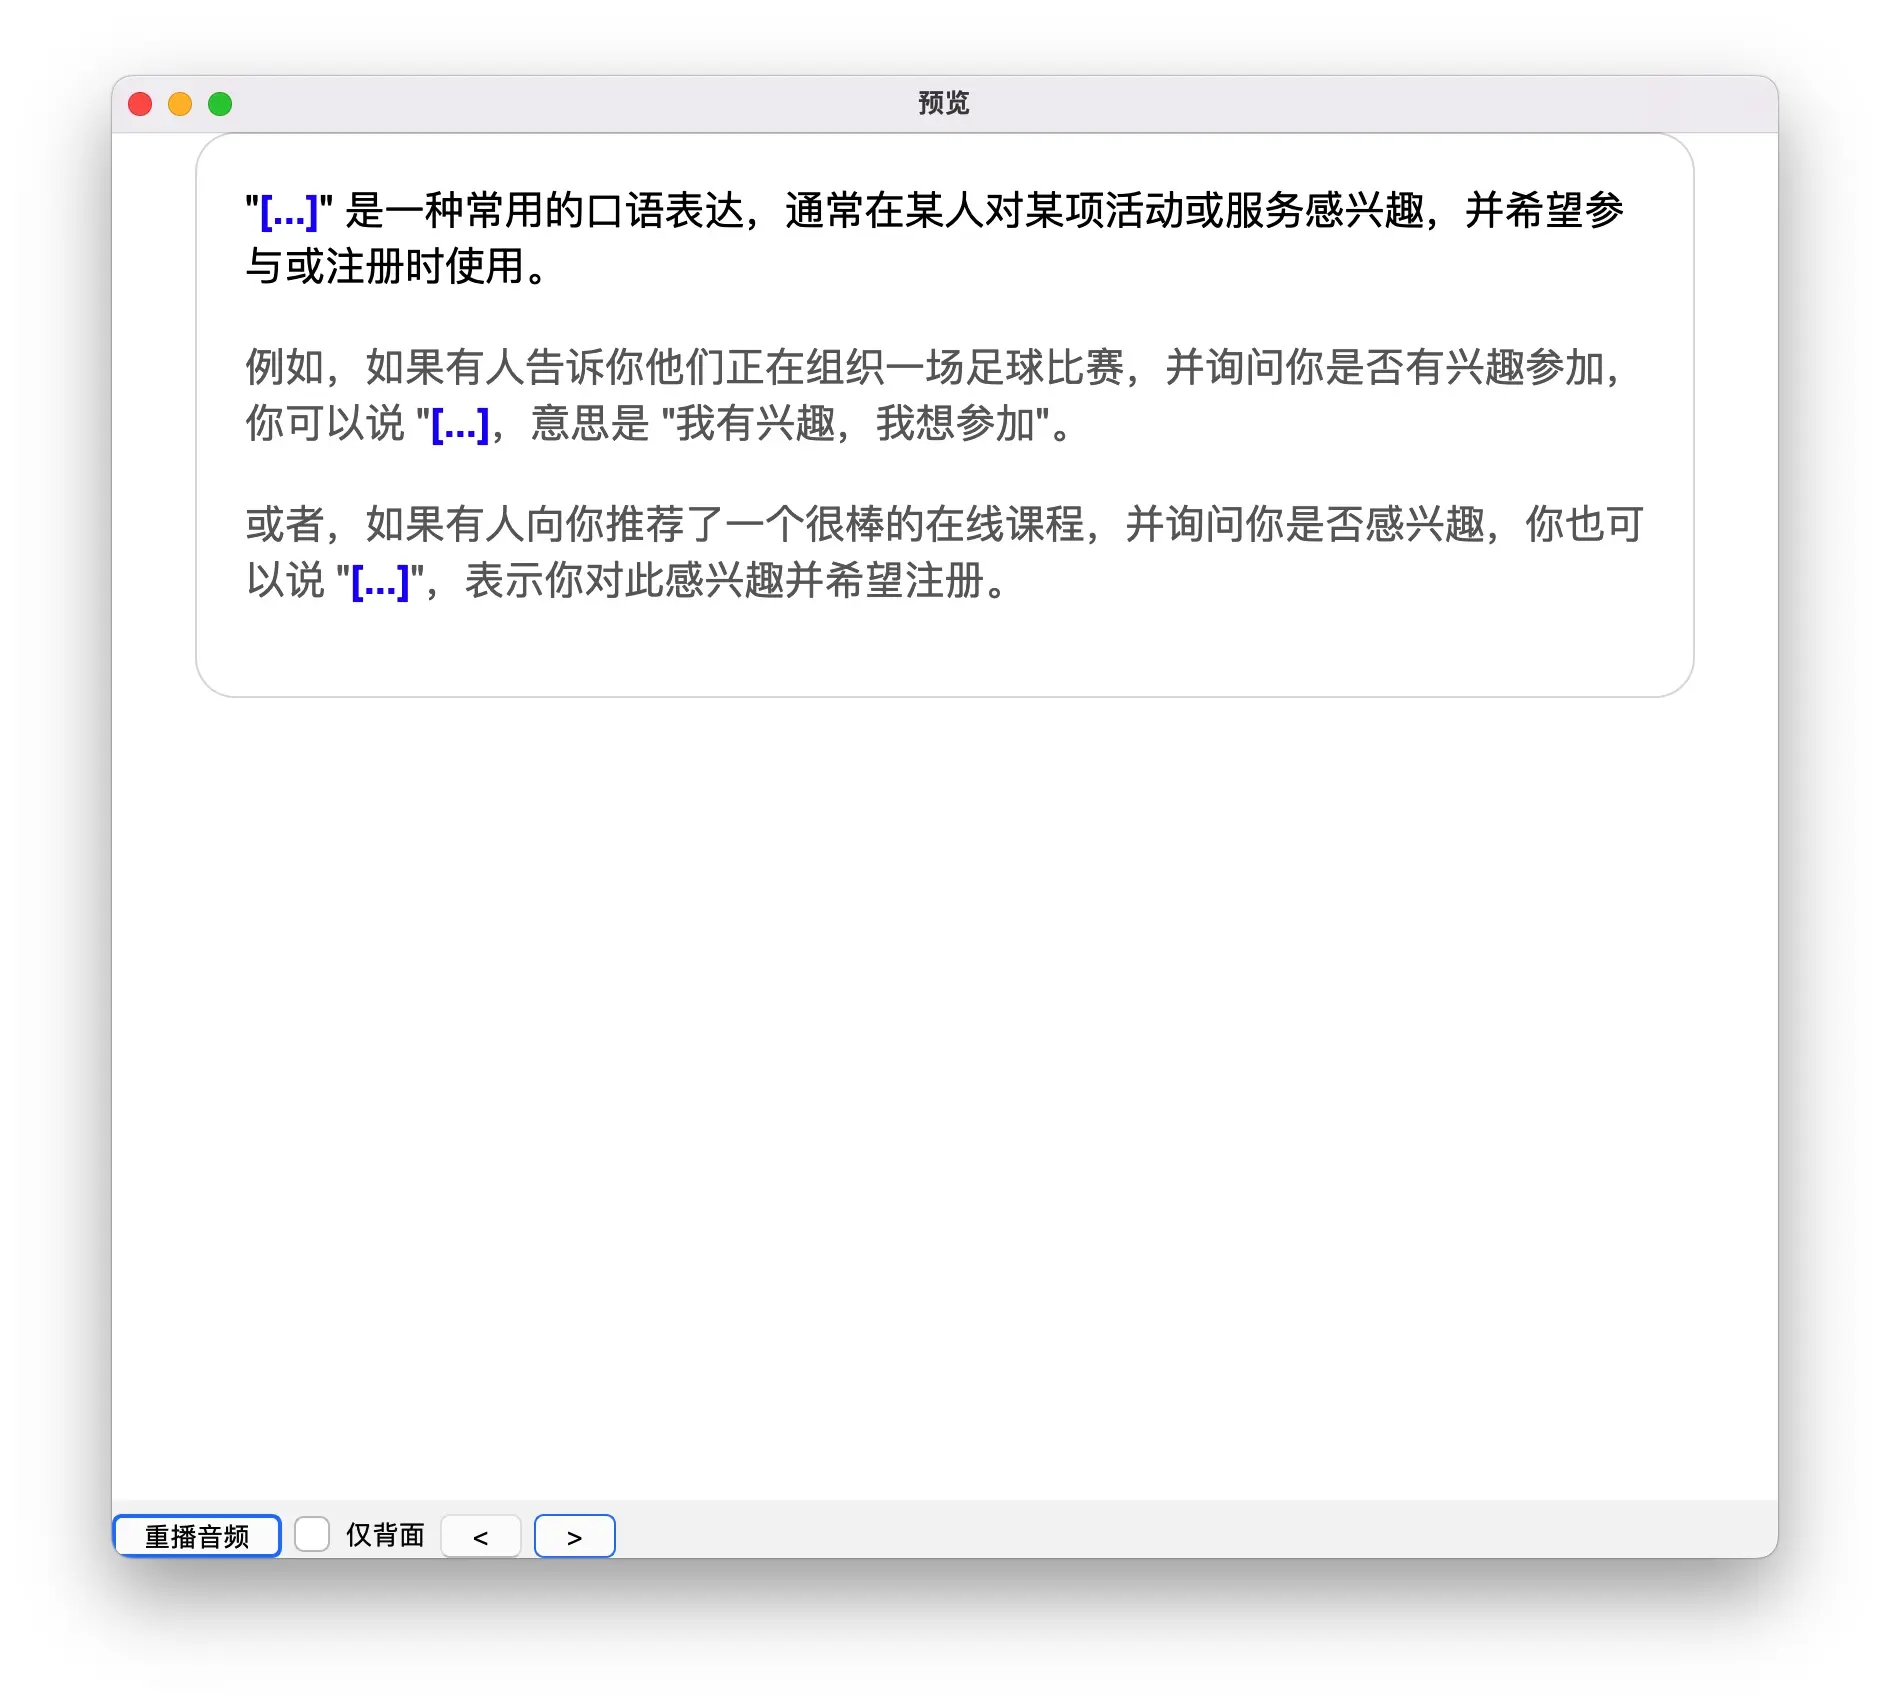 预览
"[...]" 是一种常用的口语表达，通常在某人对某项活动或服务感兴趣，并希望参
与或注册时使用。
例如，如果有人告诉你他们正在组织一场足球比赛，并询问你是否有兴趣参加，
你可以说 "[...]，意思是 "我有兴趣，我想参加"。
或者，如果有人向你推荐了一个很棒的在线课程，并询问你是否感兴趣，你也可
以说 "[...]"，表示你对此感兴趣并希望注册。
重播音频 仅背面 < >